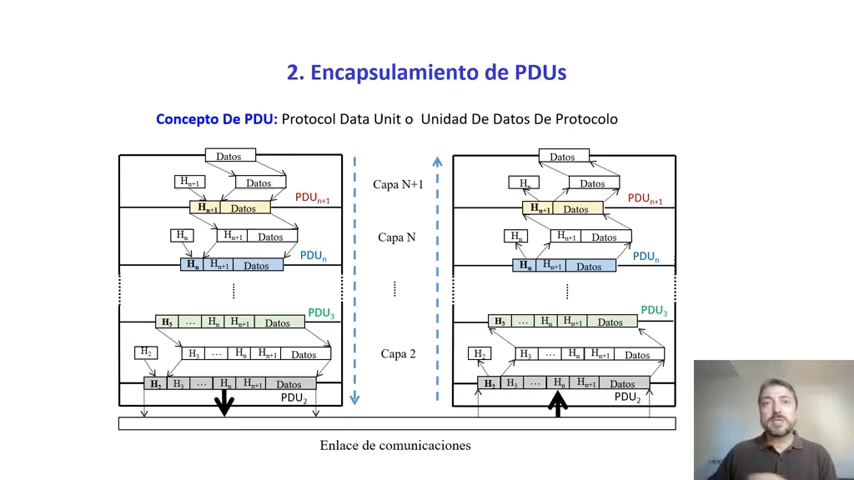 2. Encapsulamiento de PDUs
Concepto De PDU: Protocol Data Unit o Unidad De Datos De Protocolo
Datos Datos
Hn+1 Datos Capa N+1 Hn Datos
PDUn+1 PDUn+1
Hn+1 Datos Hn+1 Datos
Hn Hn+1 Datos Capa N Hn Hn+1 Datos
PDUn PDUn
Hn Hn+1 Datos Hn Hn+1 Datos
PDU3 PDU3
H3 ... Hn Hn+1 Datos H3 ... Hn Hn+1 Datos
H2 H3 ... Hn Hn+1 Datos Capa 2 H2 H3 ... Hn Hn+1 Datos
H2 H3 ... Hn Hn+1 Datos H2 H3 ... Hn Hn+1 Datos
PDU2 PDU2
Enlace de comunicaciones